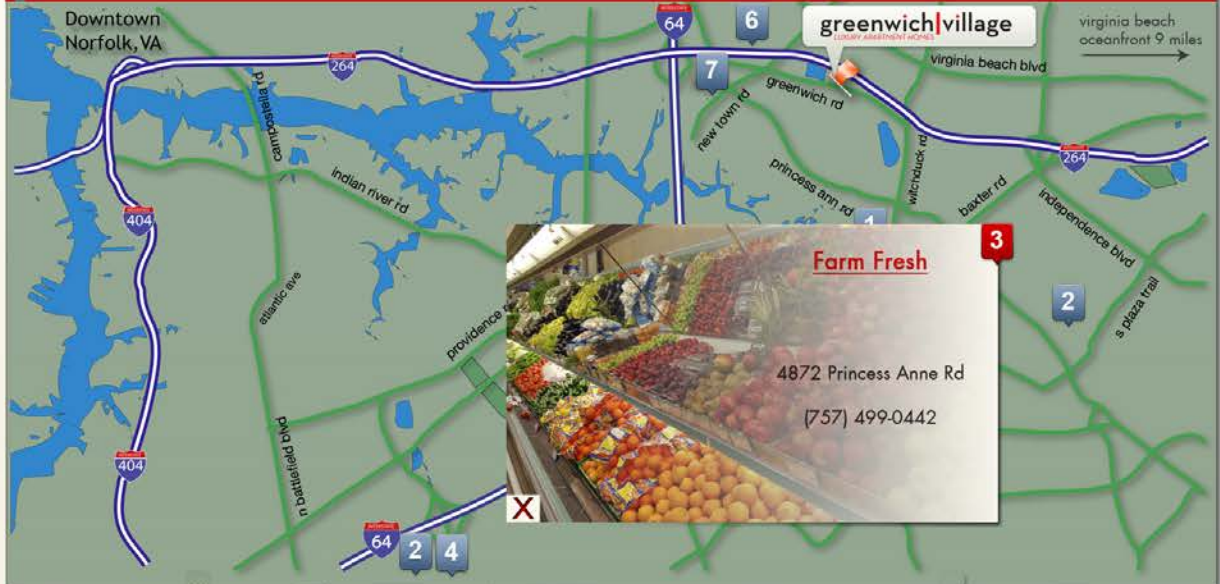 Downtown
Norfolk, VA
64
6
greenwich|village
LUXURY APARTMENT HOMES
virginia beach
oceanfront 9 miles
264
7
virginia beach blvd
greenwich rd
campostella rd
new town rd
264
indian river rd
princess ann rd
witchduck rd
baxter rd
independence blvd
404
1
3
Farm Fresh
atlantic ave
2
s plaza trail
providence
4872 Princess Anne Rd
(757) 499-0442
n battlefield blvd
404
X
64
2
4